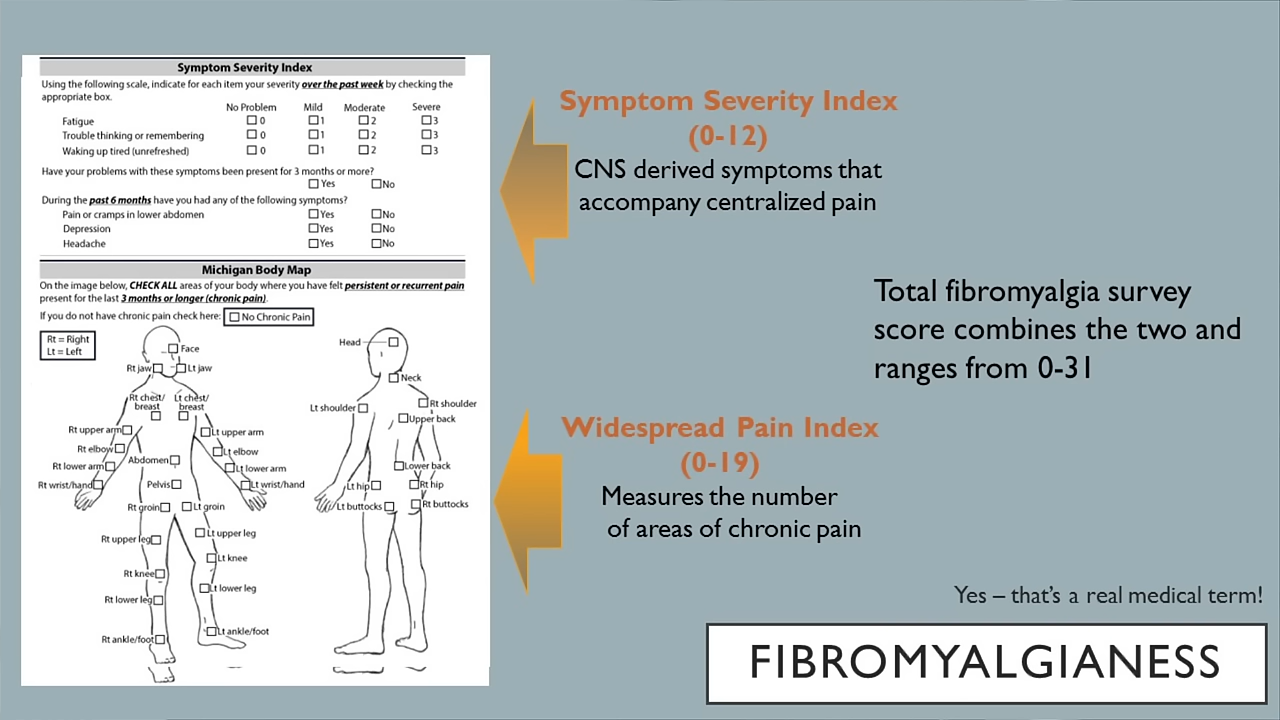 Symptom Severity Index
Using the following scale, indicate for each item your severity over the past week by checking the
appropriate box.
No Problem Mild Moderate Severe
Fatigue 0 1 2 3
Trouble thinking or remembering 0 1 2 3
Waking up tired (unrefreshed) 0 1 2 3
Have your problems with these symptoms been present for 3 months or more?
Yes No
During the past 6 months have you had any of the following symptoms?
Pain or cramps in lower abdomen Yes No
Depression Yes No
Headache Yes No
Michigan Body Map
On the image below, CHECK ALL areas of your body where you have felt persistent or recurrent pain
present for the last 3 months or longer (chronic pain).
If you do not have chronic pain check here: No Chronic Pain
Rt = Right
Lt = Left
Face
Rt jaw Lt jaw
Rt chest/
breast
Lt chest/
breast
Rt upper arm Lt upper arm
Rt elbow Lt elbow
Abdomen
Rt lower arm Lt lower arm
Rt wrist/hand Pelvis Lt wrist/hand
Rt groin Lt groin
Rt upper leg Lt upper leg
Rt knee Lt knee
Rt lower leg Lt lower leg
Rt ankle/foot Lt ankle/foot
Head
Neck
Lt shoulder Rt shoulder
Upper back
Lower back
Lt hip Rt hip
Lt buttocks Rt buttocks
Symptom Severity Index
(0-12)
CNS derived symptoms that
accompany centralized pain
Total fibromyalgia survey
score combines the two and
ranges from 0-31
Widespread Pain Index
(0-19)
Measures the number
of areas of chronic pain
Yes – that's a real medical term!
FIBROMYALGIANESS